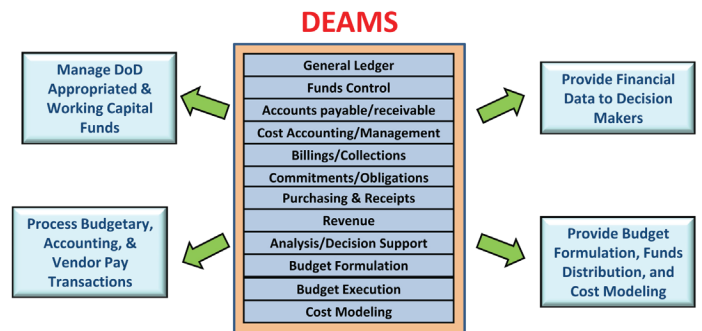 DEAMS
Manage DoD
Appropriated &
Working Capital
Funds
Process Budgetary,
Accounting, &
Vendor Pay
Transactions
General Ledger
Funds Control
Accounts payable/receivable
Cost Accounting/Management
Billings/Collections
Commitments/Obligations
Purchasing & Receipts
Revenue
Analysis/Decision Support
Budget Formulation
Budget Execution
Cost Modeling
Provide Financial
Data to Decision
Makers
Provide Budget
Formulation, Funds
Distribution, and
Cost Modeling